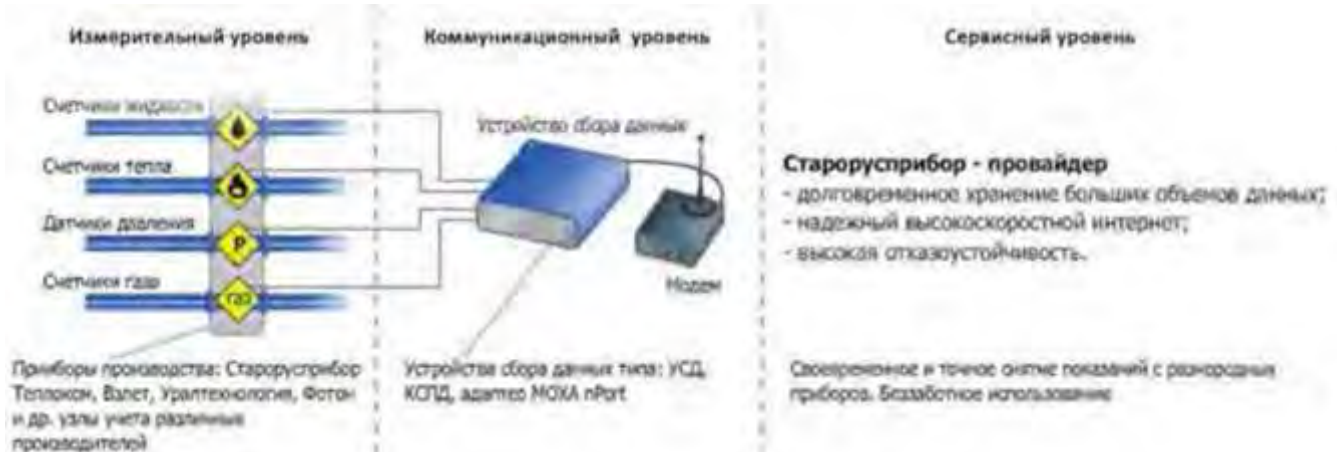 Измерительный уровень
Коммуникационный уровень
Сервисный уровень
Счетчики жидкости
Счетчики тепла
Датчики давления
Р
Счетчики газа
газ
Устройство сбора данных
Модем
Старорусприбор - провайдер
- долговременное хранение больших объемов данных;
- надежный высокоскоростной интернет;
- высокая отказоустойчивость.
Приборы производства: Старорусприбор
Теплоком, Взлет, Уралтехнология, Фотон
и др. узлы учета различных
производителей
Устройства сбора данных типа: УСД,
КСПД, адаптер MOXA nPort
Своевременное и точное снятие показаний с разнородных
приборов. Беззаботное использование